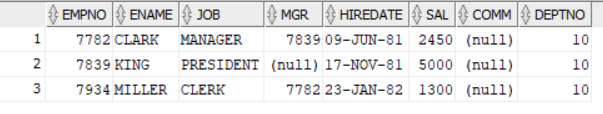 EMPNO ENAME JOB MGR HIREDATE SAL COMM DEPTNO
1 7782 CLARK MANAGER 7839 09-JUN-81 2450 (null) 10
2 7839 KING PRESIDENT (null) 17-NOV-81 5000 (null) 10
3 7934 MILLER CLERK 7782 23-JAN-82 1300 (null) 10